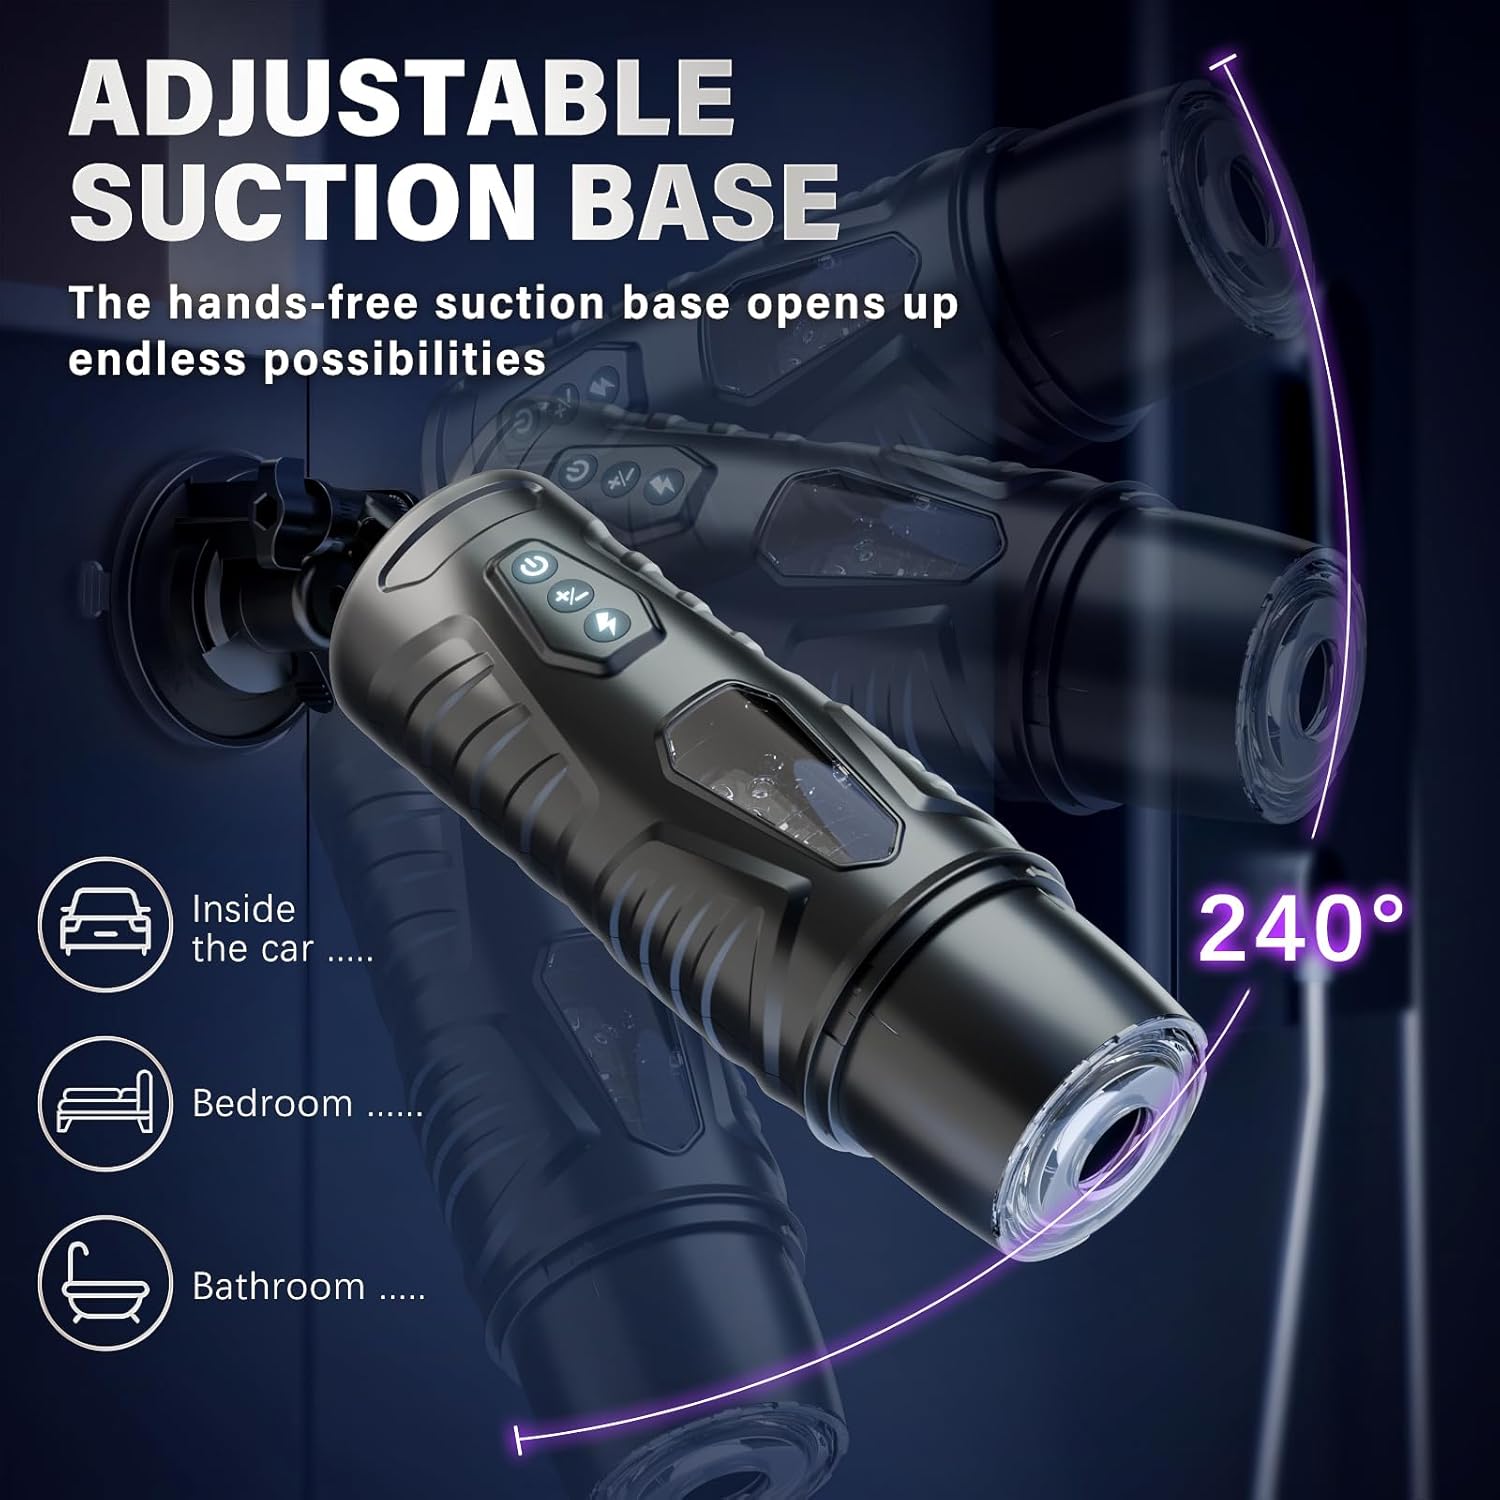 ADJUSTABLE
SUCTION BASE
The hands-free suction base opens up
endless possibilities
+/-
240°
Inside
the car .....
Bedroom ......
Bathroom .....